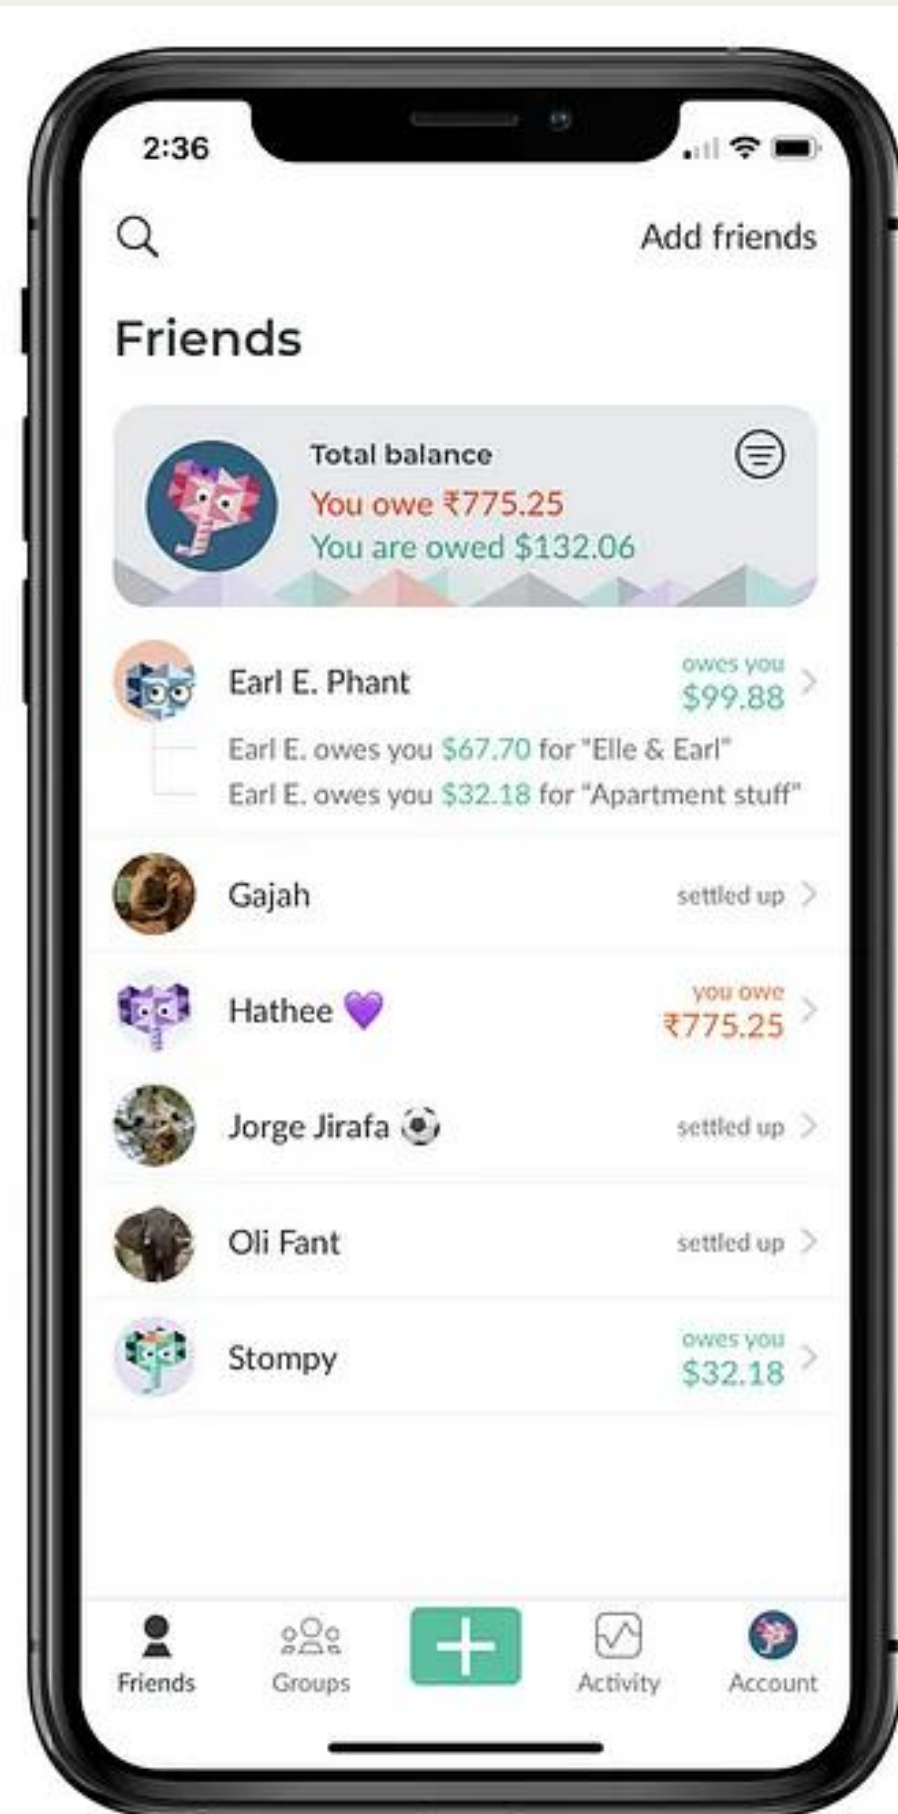 2:36
Add friends
Friends
Total balance
You owe ₹775.25
You are owed $132.06
Earl E. Phant
owes you
$99.88
Earl E. owes you $67.70 for "Elle & Earl"
Earl E. owes you $32.18 for "Apartment stuff"
Gajah
settled up
Hathee 💜
you owe
₹775.25
Jorge Jirafa ⚽
settled up
Oli Fant
settled up
Stompy
owes you
$32.18
Friends
Groups
Activity
Account